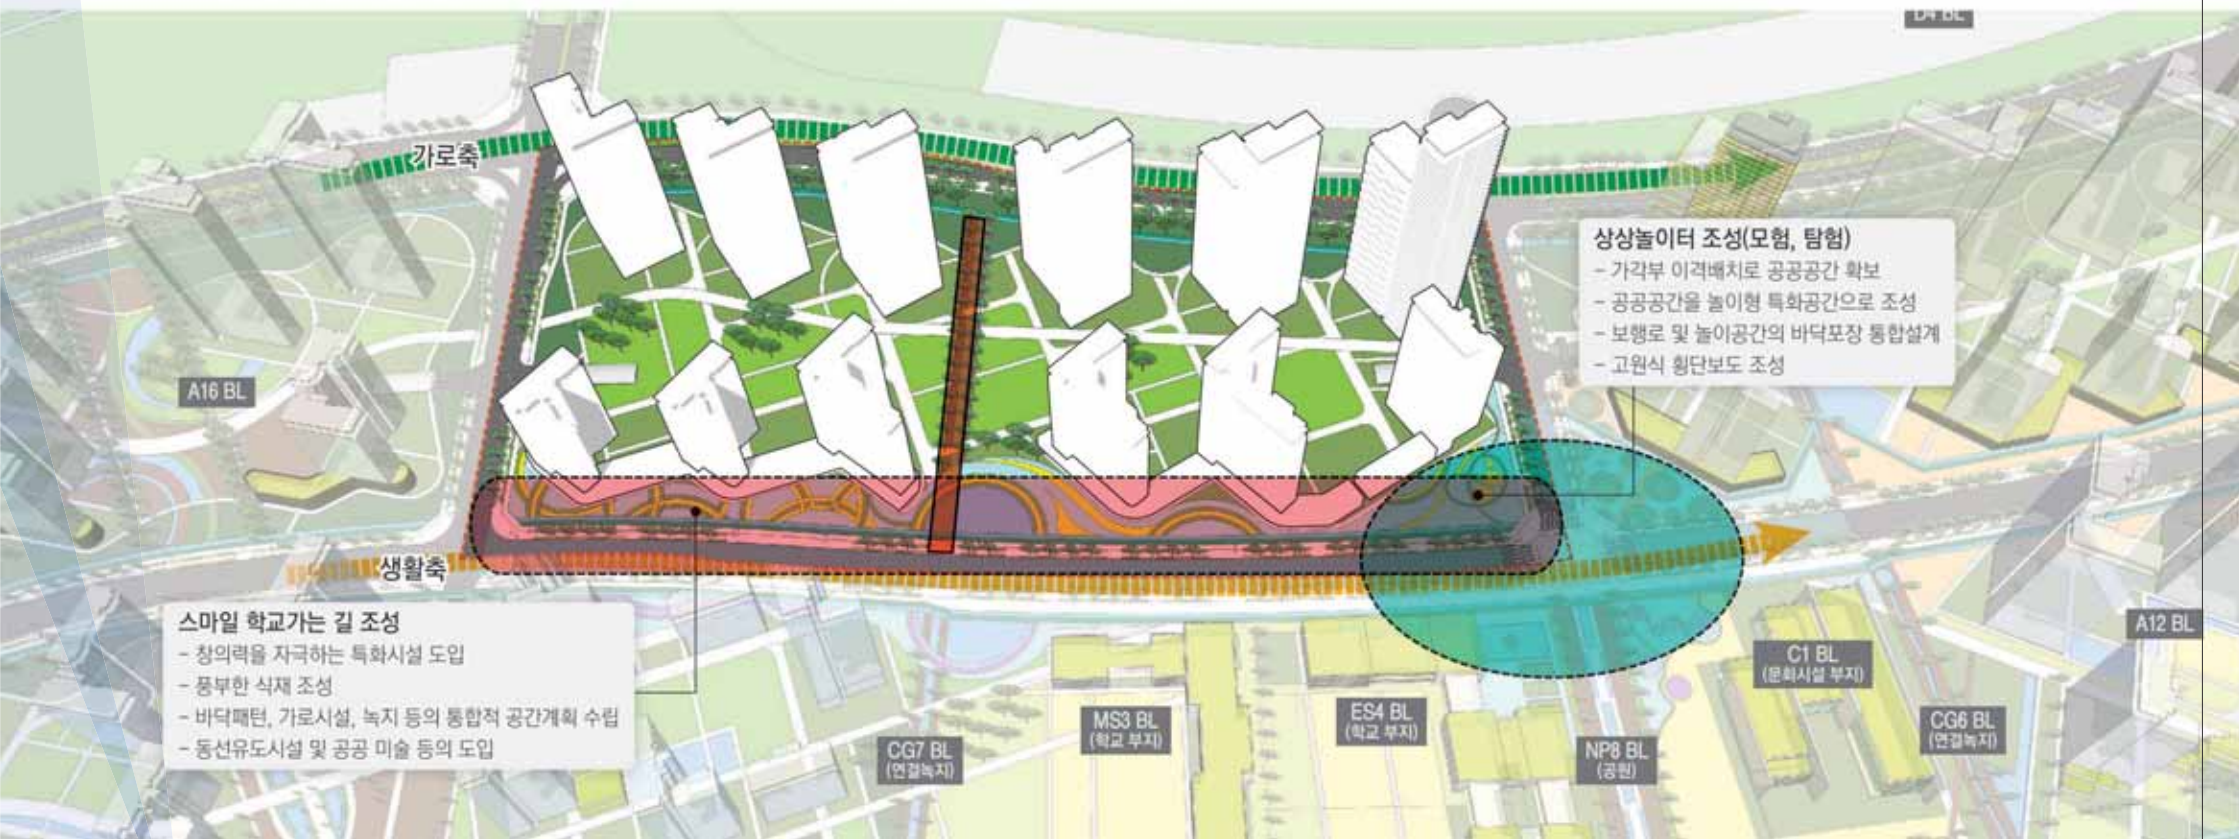 D4 BL
가로축
상상놀이터 조성(모험, 탐험)
- 가각부 이격배치로 공공공간 확보
- 공공공간을 놀이형 특화공간으로 조성
- 보행로 및 놀이공간의 바닥포장 통합설계
- 고원식 횡단보도 조성
A16 BL
생활축
스마일 학교가는 길 조성
- 창의력을 자극하는 특화시설 도입
- 풍부한 식재 조성
- 바닥패턴, 가로시설, 녹지 등의 통합적 공간계획 수립
- 동선유도시설 및 공공 미술 등의 도입
A12 BL
C1 BL
(문화시설 부지)
MS3 BL
(학교 부지)
ES4 BL
(학교 부지)
CG6 BL
(연결녹지)
CG7 BL
(연결녹지)
NP8 BL
(공원)